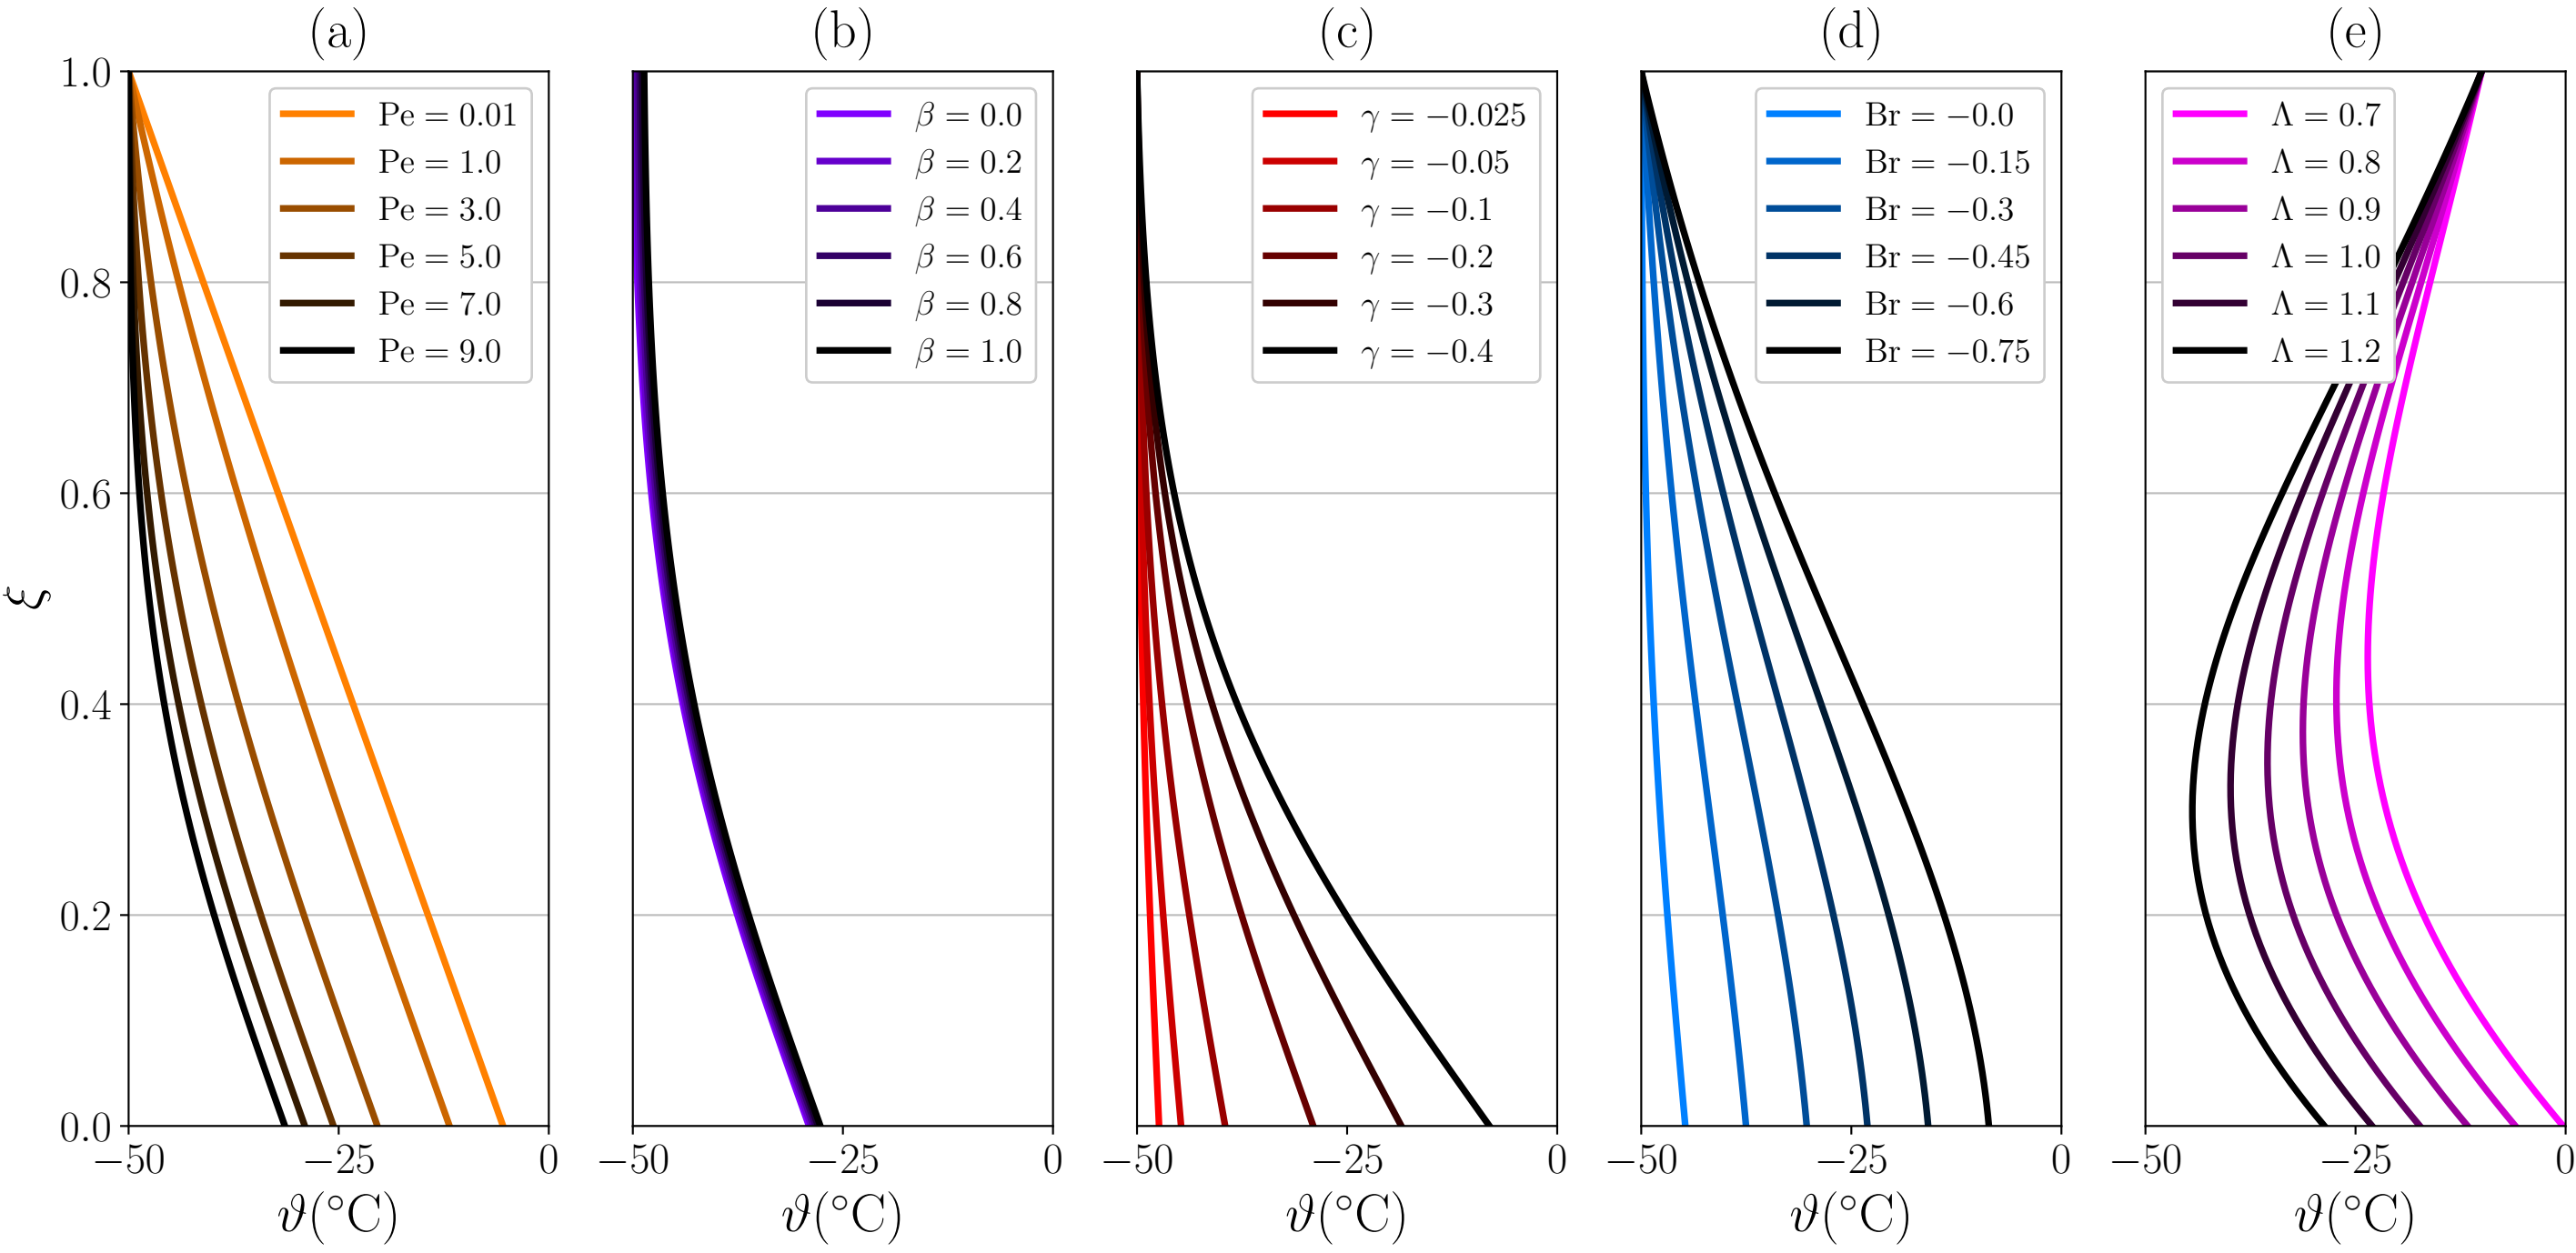 (a) (b) (c) (d) (e)
1.0
0.8
0.6
0.4
0.2
0.0
ξ
Pe = 0.01
Pe = 1.0
Pe = 3.0
Pe = 5.0
Pe = 7.0
Pe = 9.0
β = 0.0
β = 0.2
β = 0.4
β = 0.6
β = 0.8
β = 1.0
γ = −0.025
γ = −0.05
γ = −0.1
γ = −0.2
γ = −0.3
γ = −0.4
Br = −0.0
Br = −0.15
Br = −0.3
Br = −0.45
Br = −0.6
Br = −0.75
Λ = 0.7
Λ = 0.8
Λ = 0.9
Λ = 1.0
Λ = 1.1
Λ = 1.2
−50 −25 0 −50 −25 0 −50 −25 0 −50 −25 0 −50 −25 0
ϑ(°C) ϑ(°C) ϑ(°C) ϑ(°C) ϑ(°C)